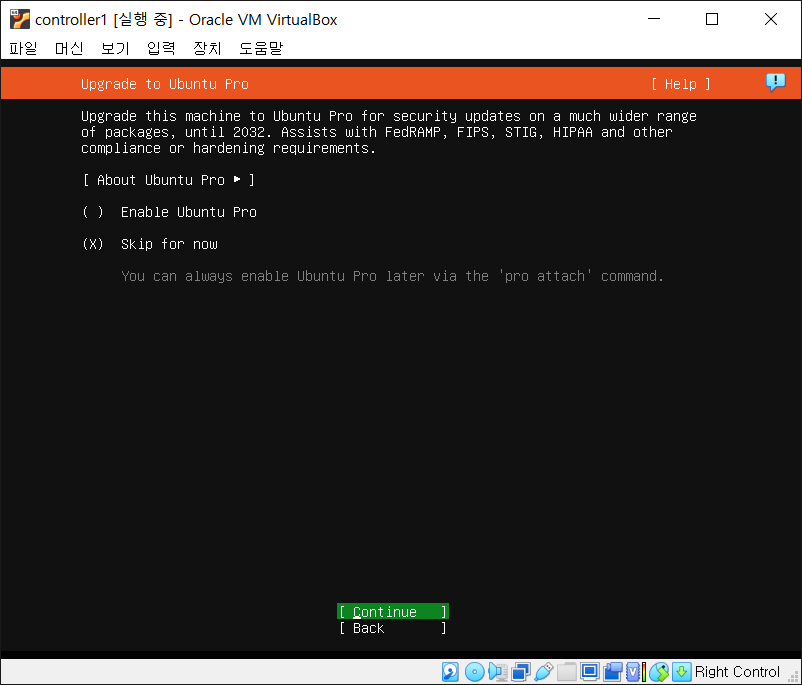 controller1 [실행 중] - Oracle VM VirtualBox
파일 머신 보기 입력 장치 도움말
Upgrade to Ubuntu Pro [ Help ]
Upgrade this machine to Ubuntu Pro for security updates on a much wider range
of packages, until 2032. Assists with FedRAMP, FIPS, STIG, HIPAA and other
compliance or hardening requirements.
[ About Ubuntu Pro ▸ ]
( ) Enable Ubuntu Pro
(X) Skip for now
You can always enable Ubuntu Pro later via the 'pro attach' command.
[ Continue ]
[ Back ]
Right Control